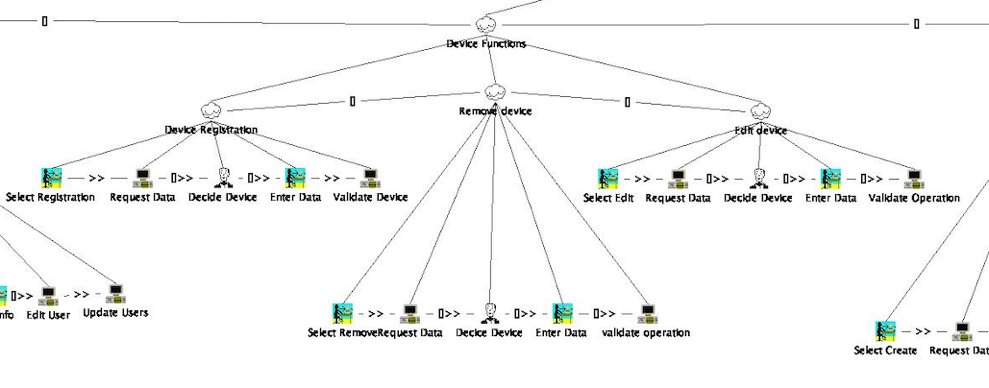 []
[]
Device Functions
[]
[]
Remove device
Device Registration
Edit device
>> []>> []>> >>
Select Registration Request Data Decide Device Enter Data Validate Device
>> []>> []>> []>>
Select Edit Request Data Decide Device Enter Data Validate Operation
[]>> >>
nfo Edit User Update Users
>> []>> []>> []>>
Select Remove Request Data Decice Device Enter Data validate operation
>>
Select Create Request Dat